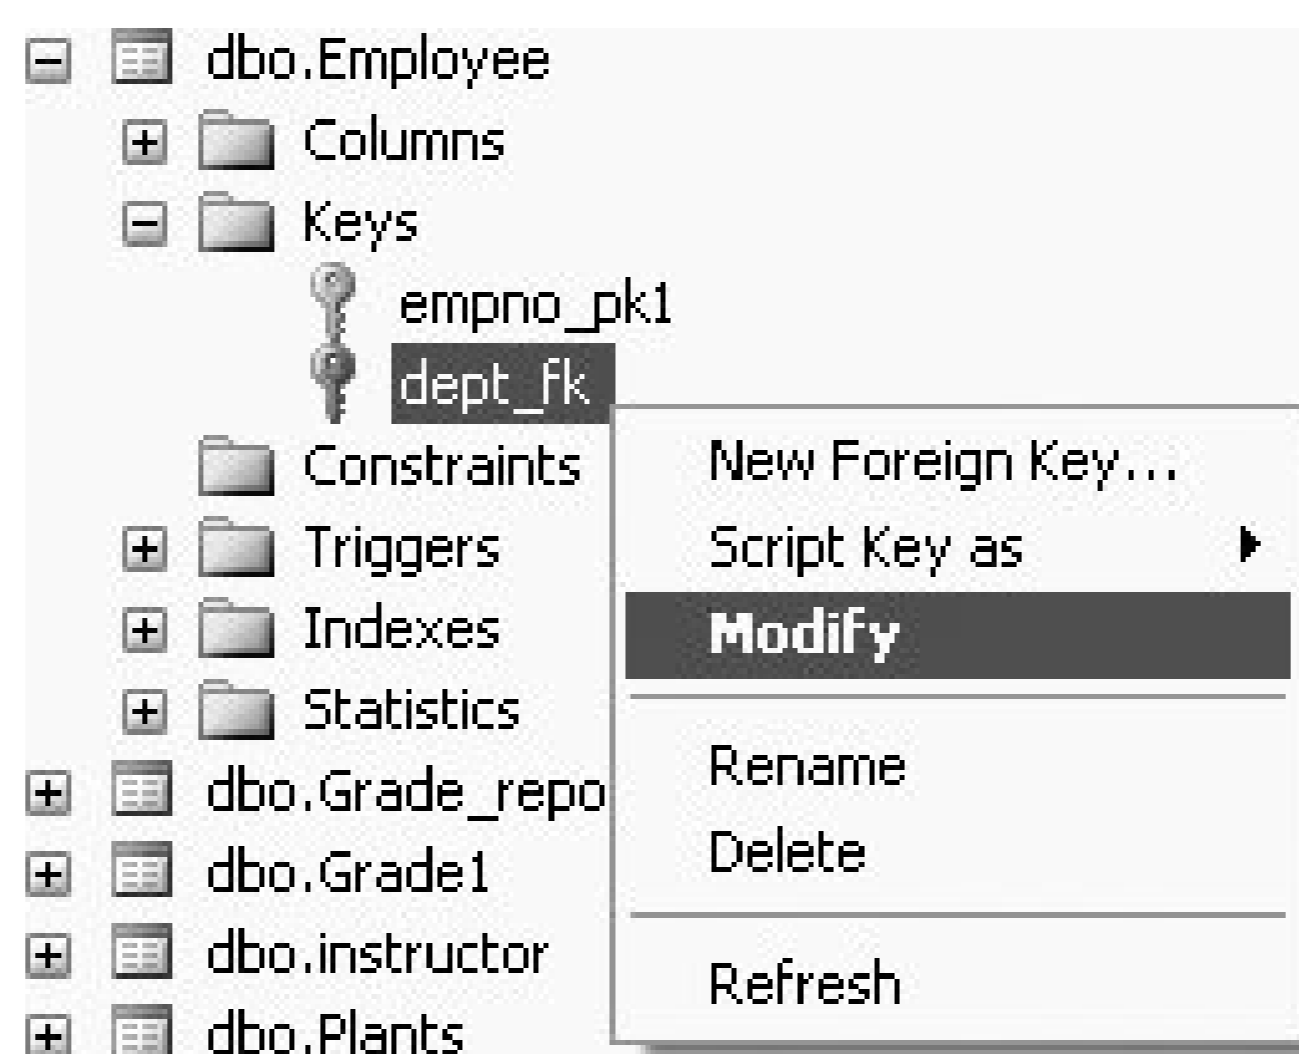 dbo.Employee
Columns
Keys
empno_pk1
dept_fk
Constraints
Triggers
Indexes
Statistics
dbo.Grade_repo
dbo.Grade1
dbo.instructor
dbo.Plants
New Foreign Key...
Script Key as
Modify
Rename
Delete
Refresh